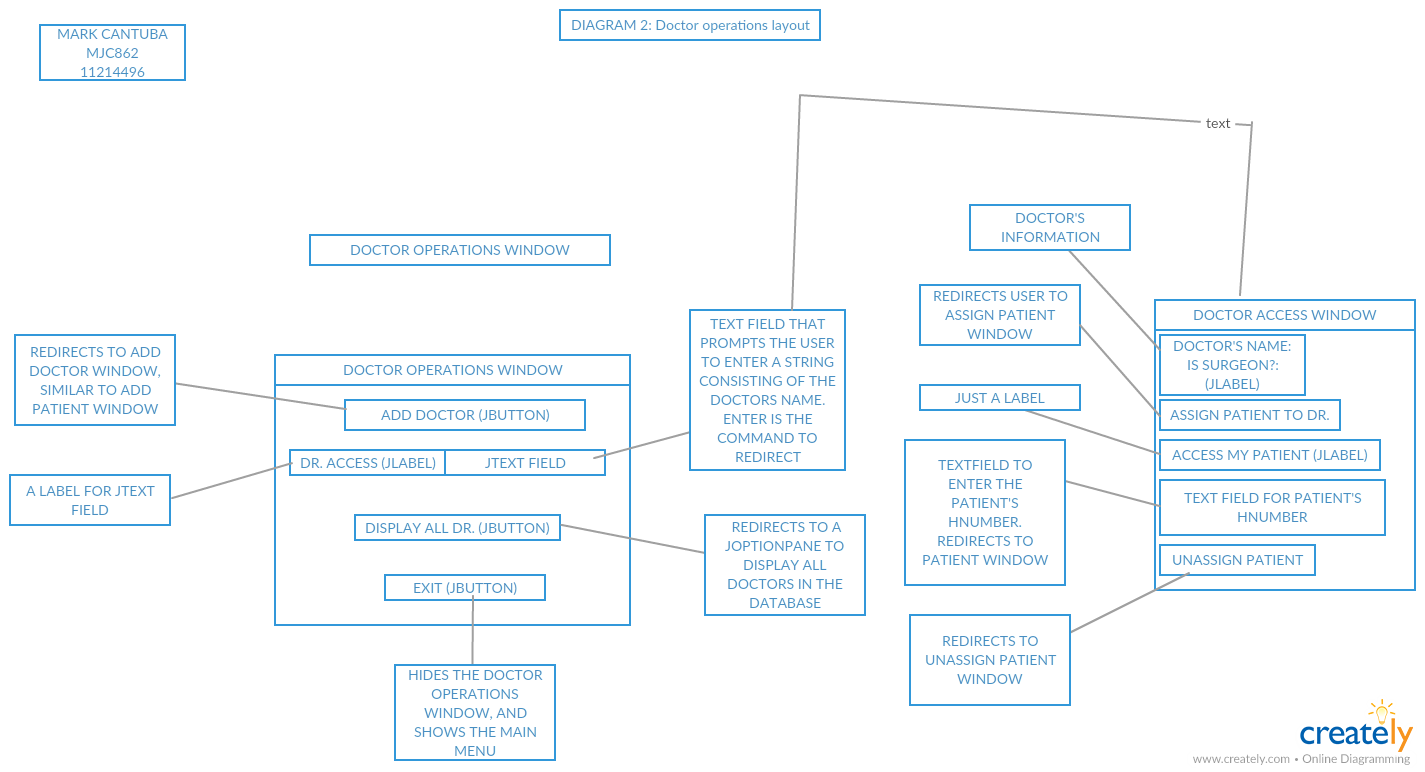 MARK CANTUBA
MJC862
11214496
DIAGRAM 2: Doctor operations layout
text
DOCTOR OPERATIONS WINDOW
REDIRECTS TO ADD
DOCTOR WINDOW,
SIMILAR TO ADD
PATIENT WINDOW
A LABEL FOR JTEXT
FIELD
DOCTOR OPERATIONS WINDOW
ADD DOCTOR (JBUTTON)
DR. ACCESS (JLABEL)
JTEXT FIELD
DISPLAY ALL DR. (JBUTTON)
EXIT (JBUTTON)
HIDES THE DOCTOR
OPERATIONS
WINDOW, AND
SHOWS THE MAIN
MENU
TEXT FIELD THAT
PROMPTS THE USER
TO ENTER A STRING
CONSISTING OF THE
DOCTORS NAME.
ENTER IS THE
COMMAND TO
REDIRECT
REDIRECTS TO A
JOPTIONPANE TO
DISPLAY ALL
DOCTORS IN THE
DATABASE
DOCTOR'S
INFORMATION
REDIRECTS USER TO
ASSIGN PATIENT
WINDOW
JUST A LABEL
TEXTFIELD TO
ENTER THE
PATIENT'S
HNUMBER.
REDIRECTS TO
PATIENT WINDOW
REDIRECTS TO
UNASSIGN PATIENT
WINDOW
DOCTOR ACCESS WINDOW
DOCTOR'S NAME:
IS SURGEON?:
(JLABEL)
ASSIGN PATIENT TO DR.
ACCESS MY PATIENT (JLABEL)
TEXT FIELD FOR PATIENT'S
HNUMBER
UNASSIGN PATIENT
creately
www.creately.com • Online Diagramming